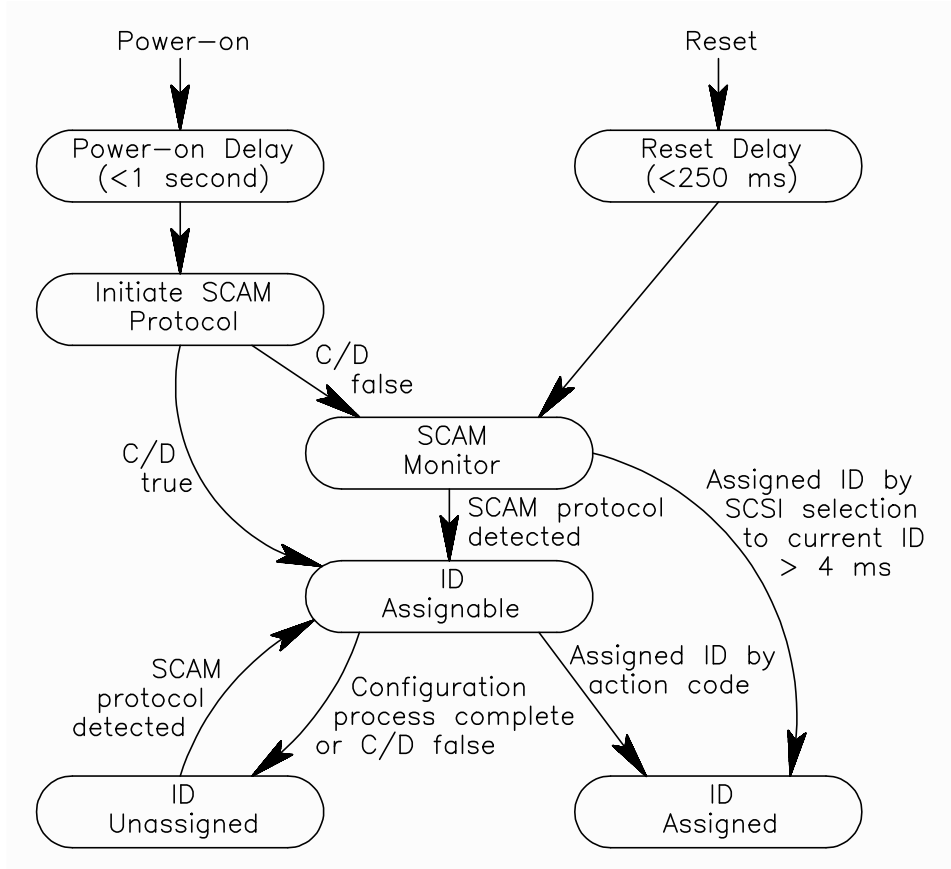 Power-on
Reset
Power-on Delay
(<1 second)
Reset Delay
(<250 ms)
Initiate SCAM
Protocol
C/D
false
SCAM
Monitor
C/D
true
SCAM protocol
detected
Assigned ID by
SCSI selection
to current ID
> 4 ms
ID
Assignable
SCAM
protocol
detected
Configuration
process complete
or C/D false
Assigned ID by
action code
ID
Unassigned
ID
Assigned